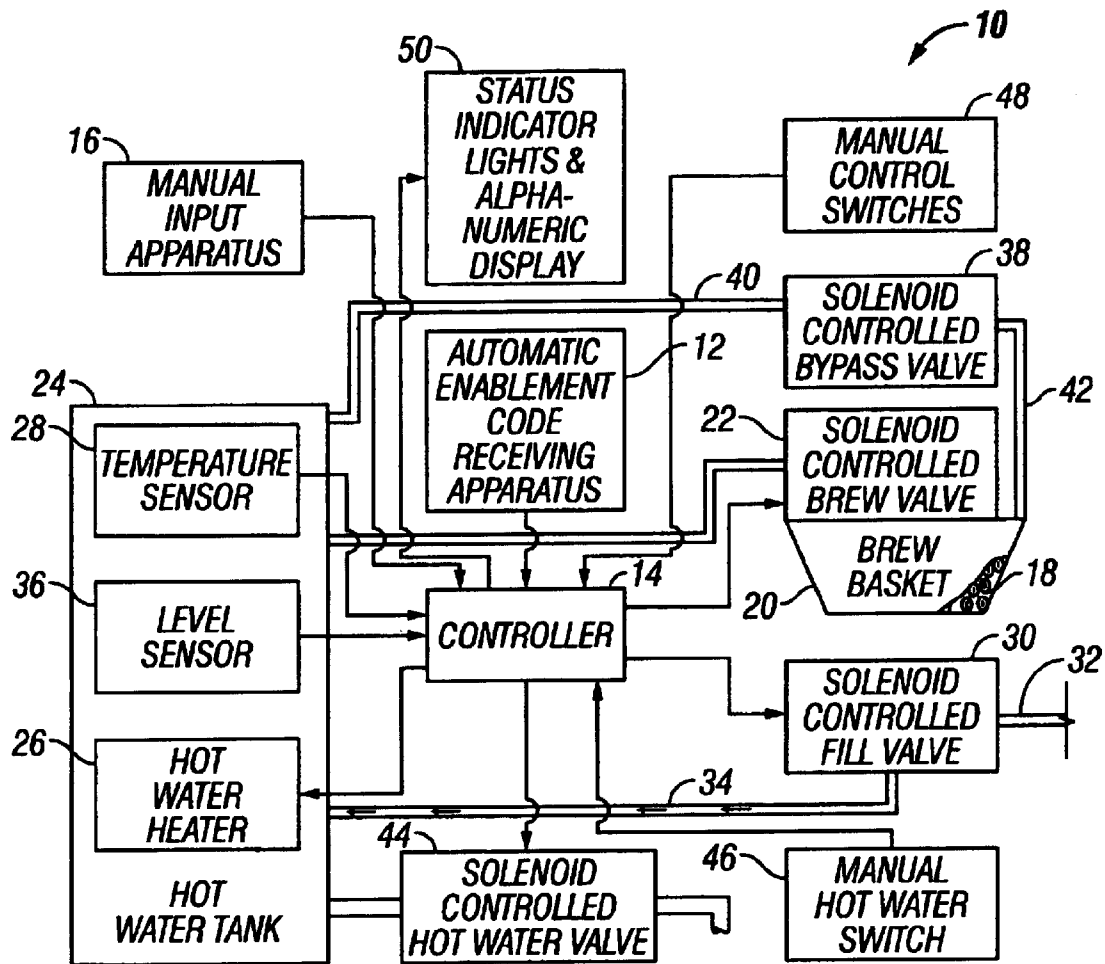 10
50
STATUS
INDICATOR
LIGHTS &
ALPHA-
NUMERIC
DISPLAY
48
MANUAL
CONTROL
SWITCHES
16
MANUAL
INPUT
APPARATUS
38
SOLENOID
CONTROLLED
BYPASS VALVE
40
12
AUTOMATIC
ENABLEMENT
CODE
RECEIVING
APPARATUS
42
24
28
TEMPERATURE
SENSOR
22
SOLENOID
CONTROLLED
BREW VALVE
BREW
BASKET
18
20
14
CONTROLLER
36
LEVEL
SENSOR
30
SOLENOID
CONTROLLED
FILL VALVE
32
26
HOT
WATER
HEATER
34
44
SOLENOID
CONTROLLED
HOT WATER VALVE
46
MANUAL
HOT WATER
SWITCH
HOT
WATER TANK